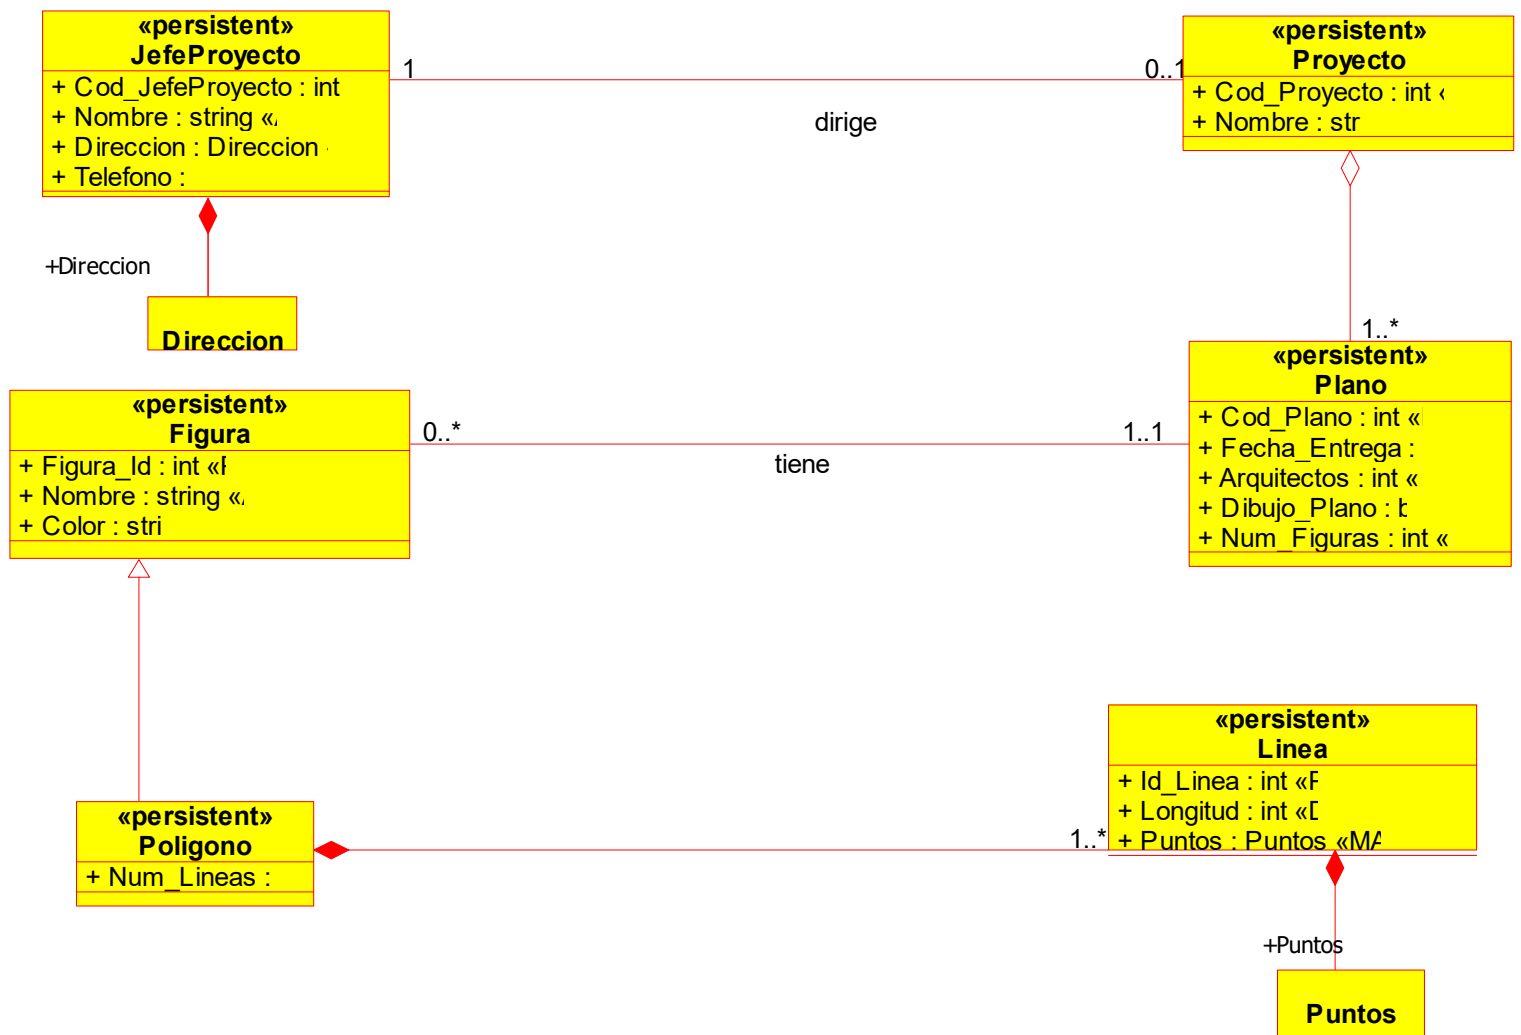 «persistent»
JefeProyecto
+ Cod_JefeProyecto : int
+ Nombre : string «
+ Direccion : Direccion
+ Telefono :
1
0..1
dirige
«persistent»
Proyecto
+ Cod_Proyecto : int
+ Nombre : str
+Direccion
Direccion
1..*
«persistent»
Plano
+ Cod_Plano : int «
+ Fecha_Entrega :
+ Arquitectos : int «
+ Dibujo_Plano :
+ Num_Figuras : int «
«persistent»
Figura
+ Figura_Id : int «
+ Nombre : string «
+ Color : stri
0..*
1..1
tiene
«persistent»
Linea
+ Id_Linea : int «
+ Longitud : int «
+ Puntos : Puntos «MA
«persistent»
Poligono
+ Num_Lineas :
1..*
+Puntos
Puntos